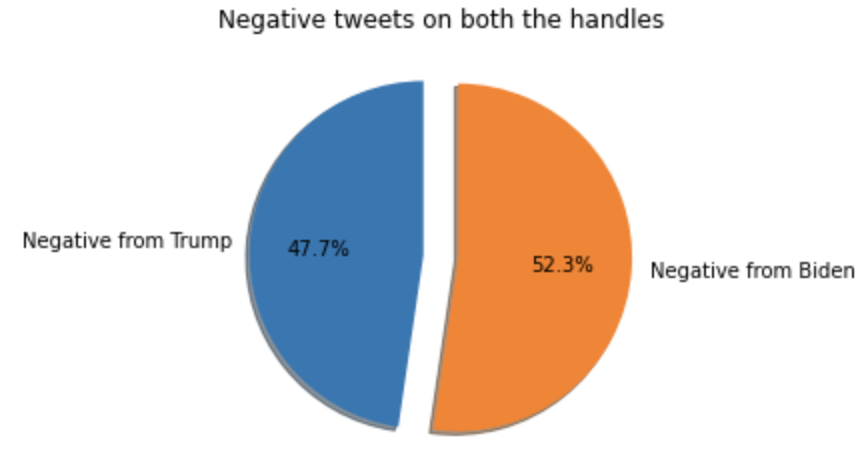 Negative tweets on both the handles
Negative from Trump
47.7%
52.3%
Negative from Biden